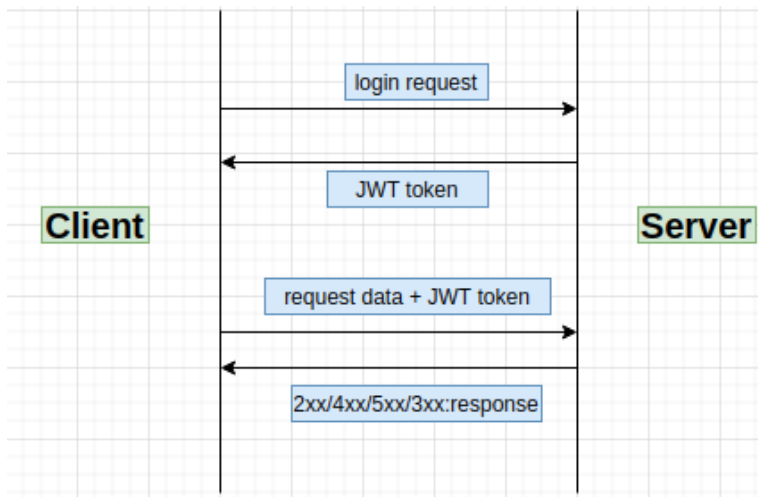 login request
JWT token
Client
Server
request data + JWT token
2xx/4xx/5xx/3xx:response